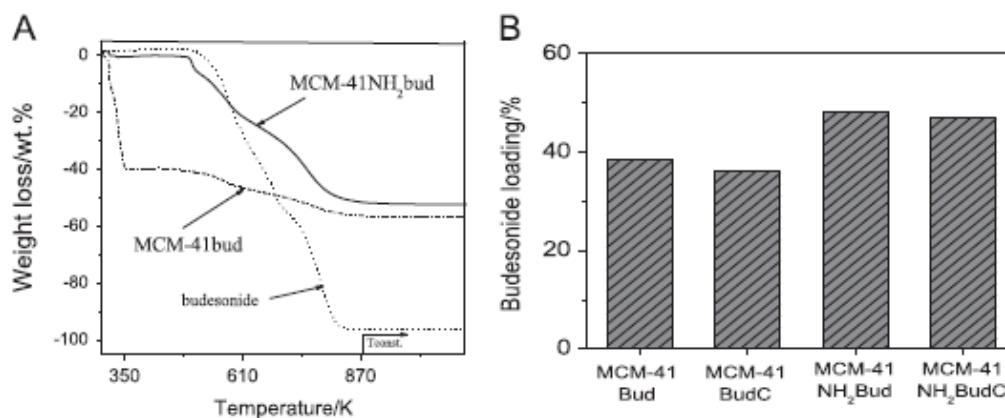 A
Weight loss/wt.%
0
-20
-40
-60
-80
-100
MCM-41NH₂bud
MCM-41bud
budesonide
Tconst.
350
610
870
Temperature/K
B
Budesonide loading/%
60
40
20
0
MCM-41
Bud
MCM-41
BudC
MCM-41
NH₂Bud
MCM-41
NH₂BudC